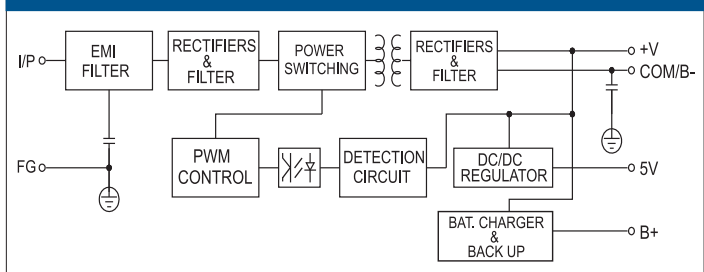 I/P
EMI
FILTER
RECTIFIERS
&
FILTER
POWER
SWITCHING
RECTIFIERS
&
FILTER
+V
COM/B-
FG
PWM
CONTROL
DETECTION
CIRCUIT
DC/DC
REGULATOR
5V
BAT. CHARGER
&
BACK UP
B+